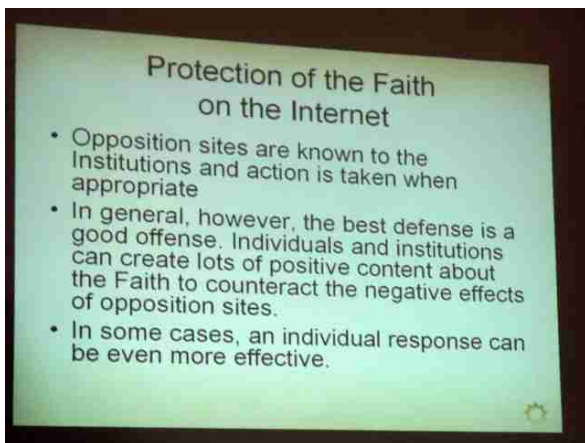 Protection of the Faith
on the Internet
• Opposition sites are known to the
Institutions and action is taken when
appropriate
• In general, however, the best defense is a
good offense. Individuals and institutions
can create lots of positive content about
the Faith to counteract the negative effects
of opposition sites.
• In some cases, an individual response can
be even more effective.